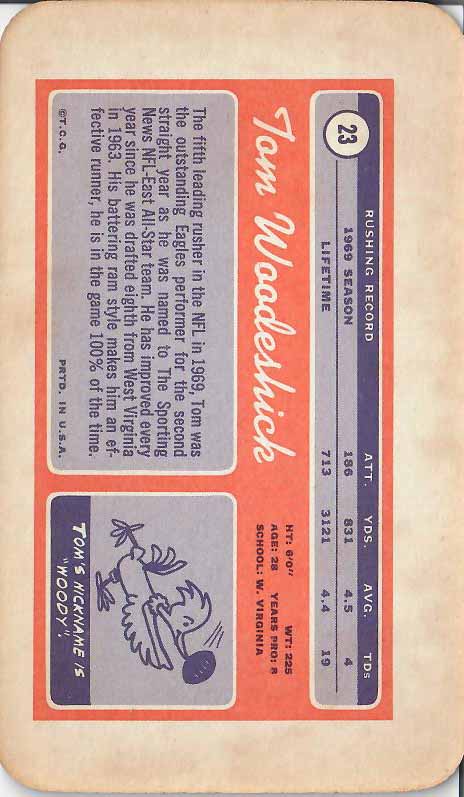 23
RUSHING RECORD ATT. YDS. AVG. TDs
1969 SEASON 186 831 4.5 4
LIFETIME 713 3121 4.4 19
Tom Woodeshick
HT: 6'0" WT: 225
AGE: 28 YEARS PRO: 8
SCHOOL: W. VIRGINIA
The fifth leading rusher in the NFL in 1969, Tom was
the outstanding Eagles performer for the second
straight year as he was named to The Sporting
News NFL-East All-Star team. He has improved every
year since he was drafted eighth from West Virginia
in 1963. His battering ram style makes him an ef-
fective runner, he is in the game 100% of the time.
©T.C.G. PRTD. IN U.S.A.
TOM'S NICKNAME IS
"WOODY".